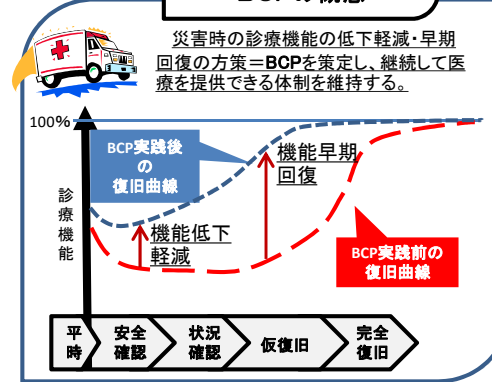 災害時の診療機能の低下軽減・早期
回復の方策＝BCPを策定し、継続して医
療を提供できる体制を維持する。
100%
BCP実践後
の
復旧曲線
機能早期
回復
診療機能
機能低下
軽減
BCP実践前の
復旧曲線
平時
安全
確認
状況
確認
仮復旧
完全
復旧